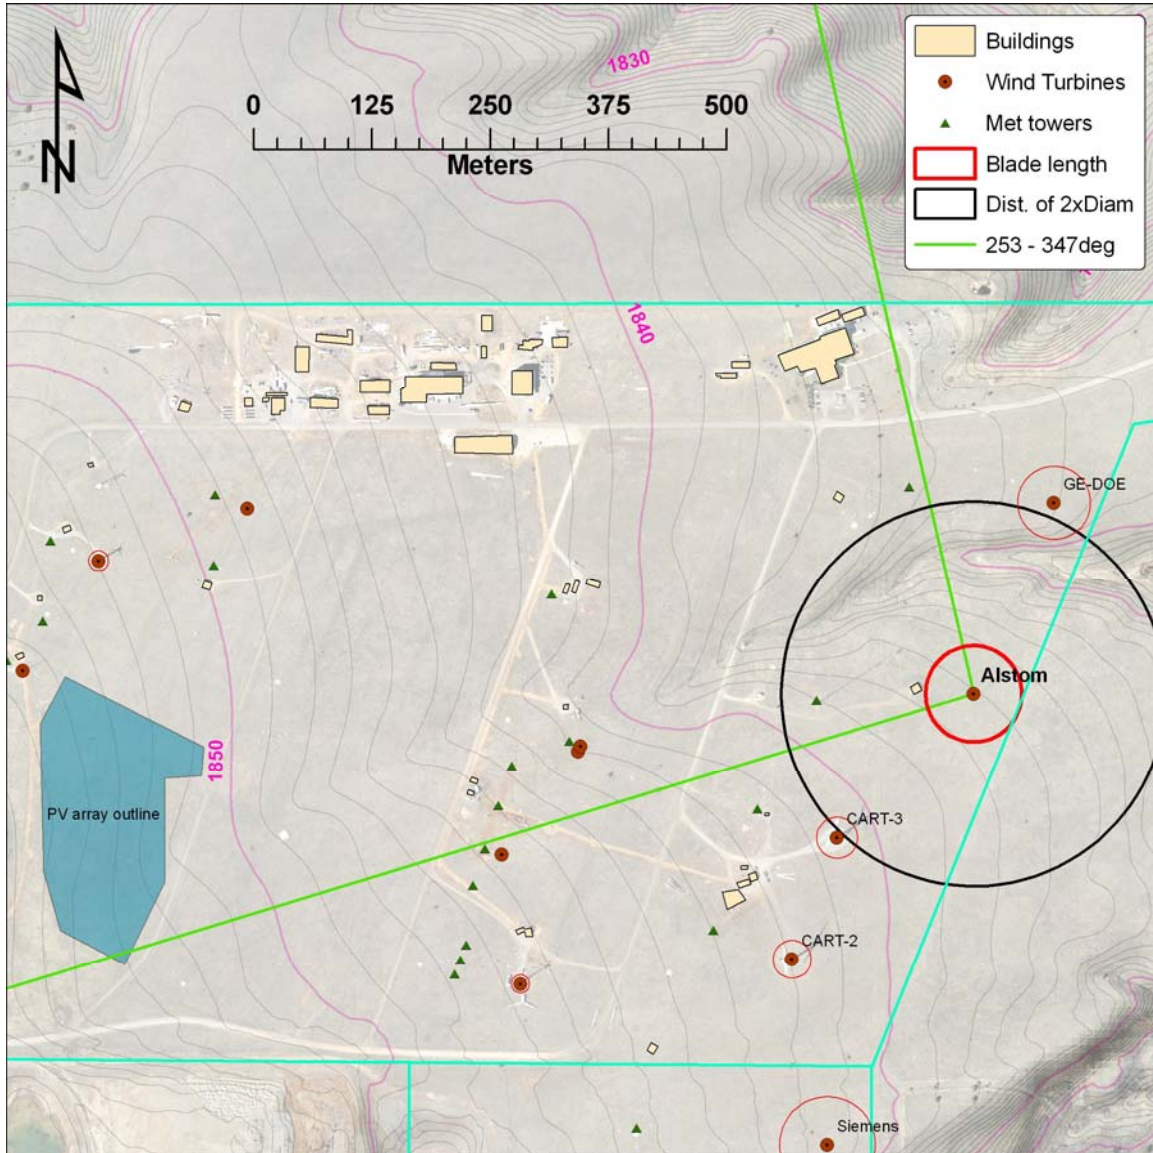 1830
Buildings
Wind Turbines
Met towers
Blade length
Dist. of 2xDiam
253 - 347deg
0 125 250 375 500
Meters
N
1840
GE-DOE
Alstom
1850
PV array outline
CART-3
CART-2
Siemens